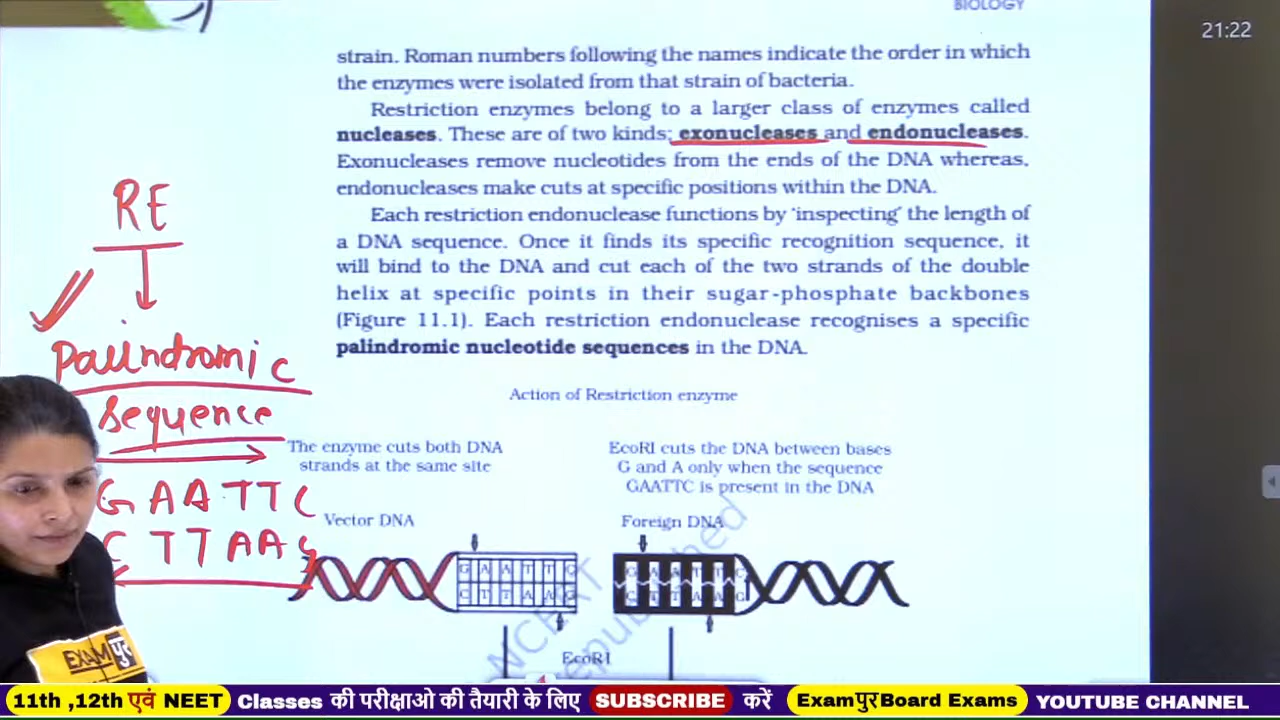 BIOLOGY
21:22
strain. Roman numbers following the names indicate the order in which
the enzymes were isolated from that strain of bacteria.
Restriction enzymes belong to a larger class of enzymes called
nucleases. These are of two kinds; exonucleases and endonucleases.
Exonucleases remove nucleotides from the ends of the DNA whereas,
endonucleases make cuts at specific positions within the DNA.
Each restriction endonuclease functions by 'inspecting' the length of
a DNA sequence. Once it finds its specific recognition sequence, it
will bind to the DNA and cut each of the two strands of the double
helix at specific points in their sugar-phosphate backbones
(Figure 11.1). Each restriction endonuclease recognises a specific
palindromic nucleotide sequences in the DNA.
RE
Palindromic
sequence
G A A T T C
C T T A A G
Action of Restriction enzyme
The enzyme cuts both DNA
strands at the same site
EcoRI cuts the DNA between bases
G and A only when the sequence
GAATTC is present in the DNA
Vector DNA
Foreign DNA
G A A T T C
C T T A A G
G A A T T C
C T T A A G
EcoRI
NCERT
republished
EXAMपुर
11th ,12th एवं NEET Classes की परीक्षाओ की तैयारी के लिए SUBSCRIBE करें ExamपुरBoard Exams YOUTUBE CHANNEL